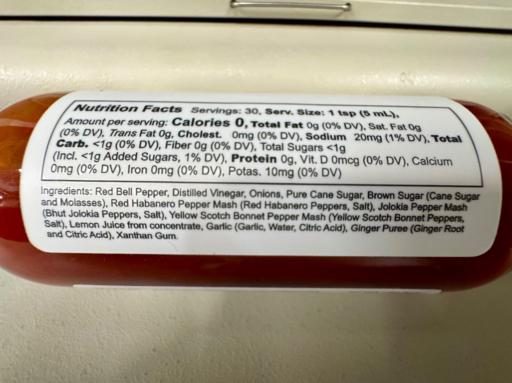 Nutrition Facts Servings: 30, Serv. Size: 1 tsp (5 mL),
Amount per serving: Calories 0, Total Fat 0g (0% DV), Sat. Fat 0g
(0% DV), Trans Fat 0g, Cholest. 0mg (0% DV), Sodium 20mg (1% DV), Total
Carb. <1g (0% DV), Fiber 0g (0% DV), Total Sugars <1g
(Incl. <1g Added Sugars, 1% DV), Protein 0g, Vit. D 0mcg (0% DV), Calcium
0mg (0% DV), Iron 0mg (0% DV), Potas. 10mg (0% DV)
Ingredients: Red Bell Pepper, Distilled Vinegar, Onions, Pure Cane Sugar, Brown Sugar (Cane Sugar
and Molasses), Red Habanero Pepper Mash (Red Habanero Peppers, Salt), Jolokia Pepper Mash
(Bhut Jolokia Peppers, Salt), Yellow Scotch Bonnet Pepper Mash (Yellow Scotch Bonnet Peppers,
Salt), Lemon Juice from concentrate, Garlic (Garlic, Water, Citric Acid), Ginger Puree (Ginger Root
and Citric Acid), Xanthan Gum.